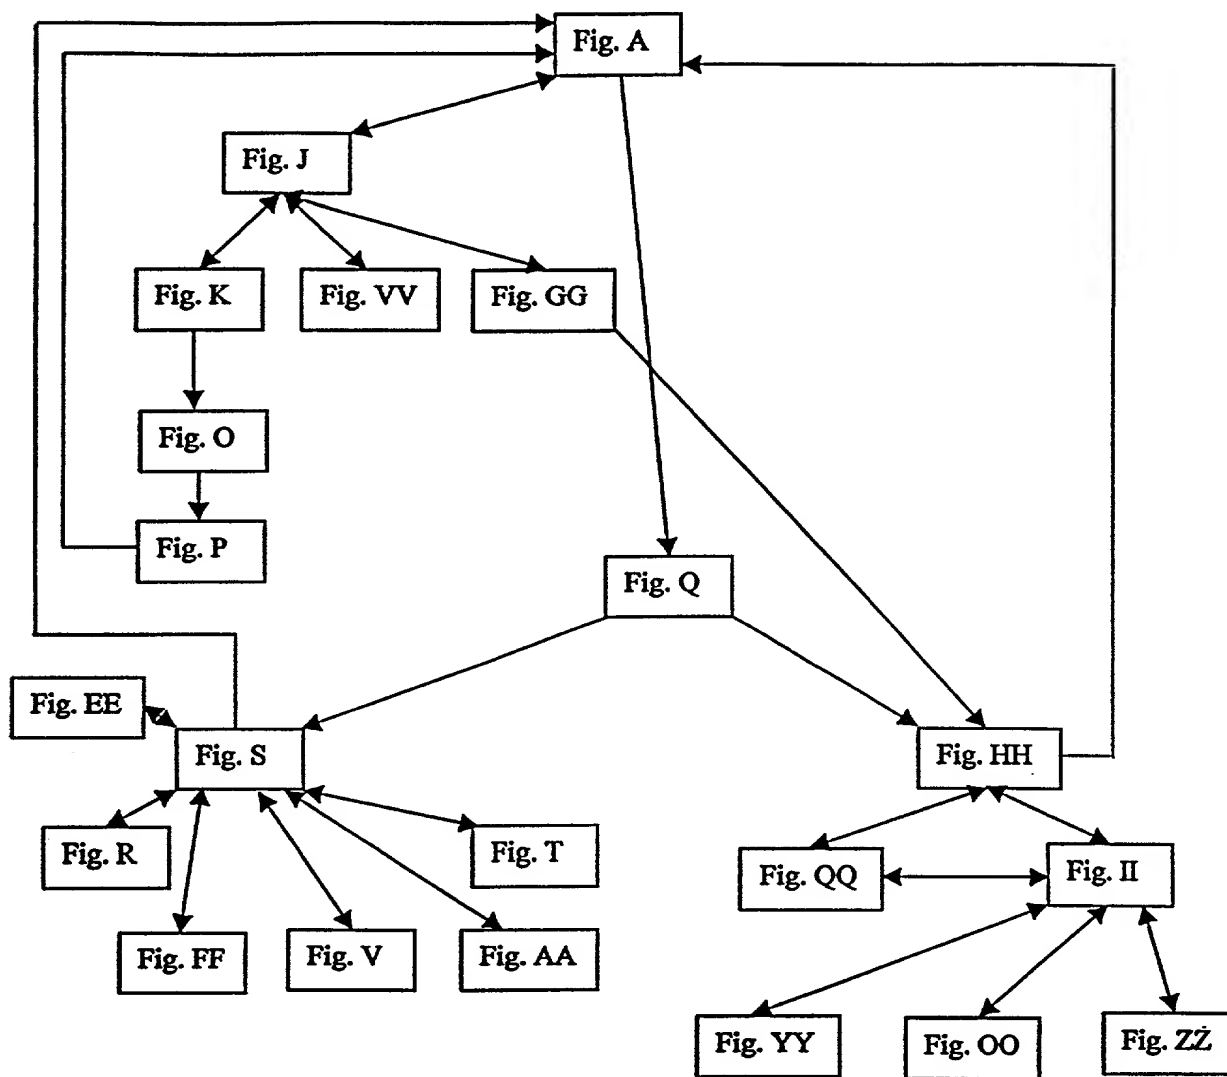 Fig. A
Fig. J
Fig. K
Fig. VV
Fig. GG
Fig. O
Fig. P
Fig. Q
Fig. EE
Fig. S
Fig. HH
Fig. R
Fig. T
Fig. QQ
Fig. II
Fig. FF
Fig. V
Fig. AA
Fig. YY
Fig. OO
Fig. ZZ